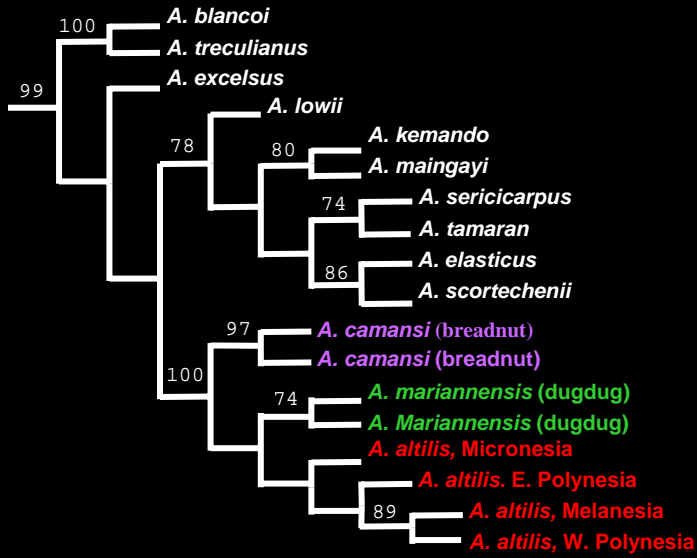 100
A. blancoi
A. treculianus
99
A. excelsus
A. lowii
78
80
A. kemando
A. maingayi
74
A. sericicarpus
A. tamaran
86
A. elasticus
A. scortechenii
97
A. camansi (breadnut)
A. camansi (breadnut)
100
74
A. mariannensis (dugdug)
A. Mariannensis (dugdug)
A. altilis, Micronesia
A. altilis. E. Polynesia
89
A. altilis, Melanesia
A. altilis, W. Polynesia